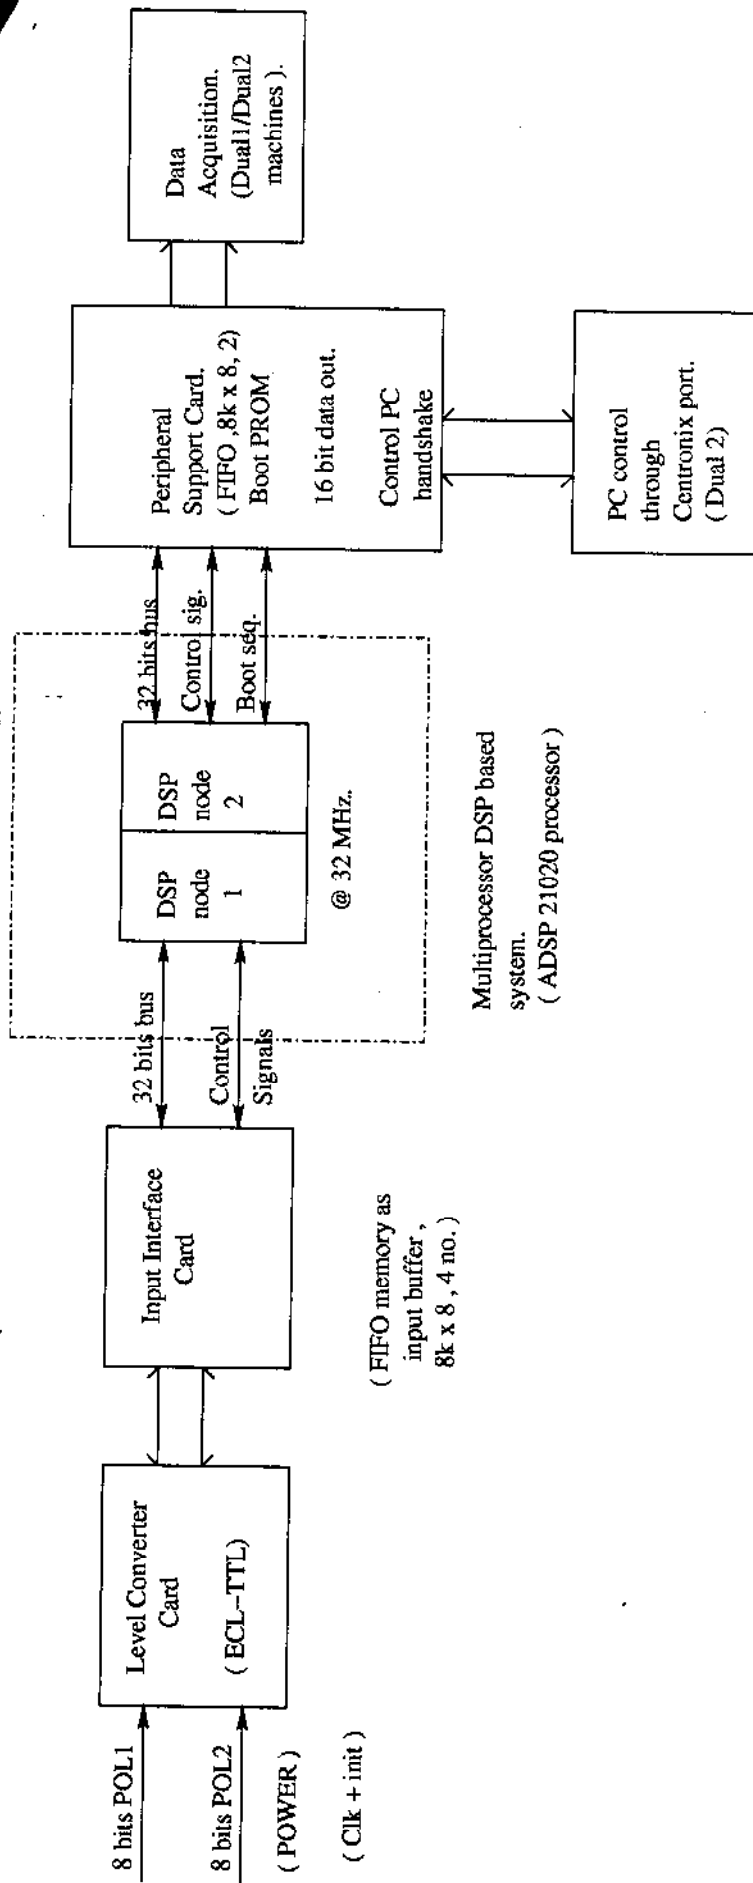 8 bits POL1
8 bits POL2
( POWER )
( Clk + init )
Level Converter
Card
( ECL-TTL)
Input Interface
Card
( FIFO memory as
input buffer ,
8k x 8 , 4 no. )
32 bits bus
Control
Signals
DSP
node
1
DSP
node
2
@ 32 MHz.
Multiprocessor DSP based
system.
( ADSP 21020 processor )
32 bits bus
Control sig.
Boot seq.
Peripheral
Support Card.
( FIFO ,8k x 8, 2)
Boot PROM
16 bit data out.
Control PC
handshake
Data
Acquisition.
(Dual1/Dual2
machines ).
PC control
through
Centronix port.
( Dual 2)